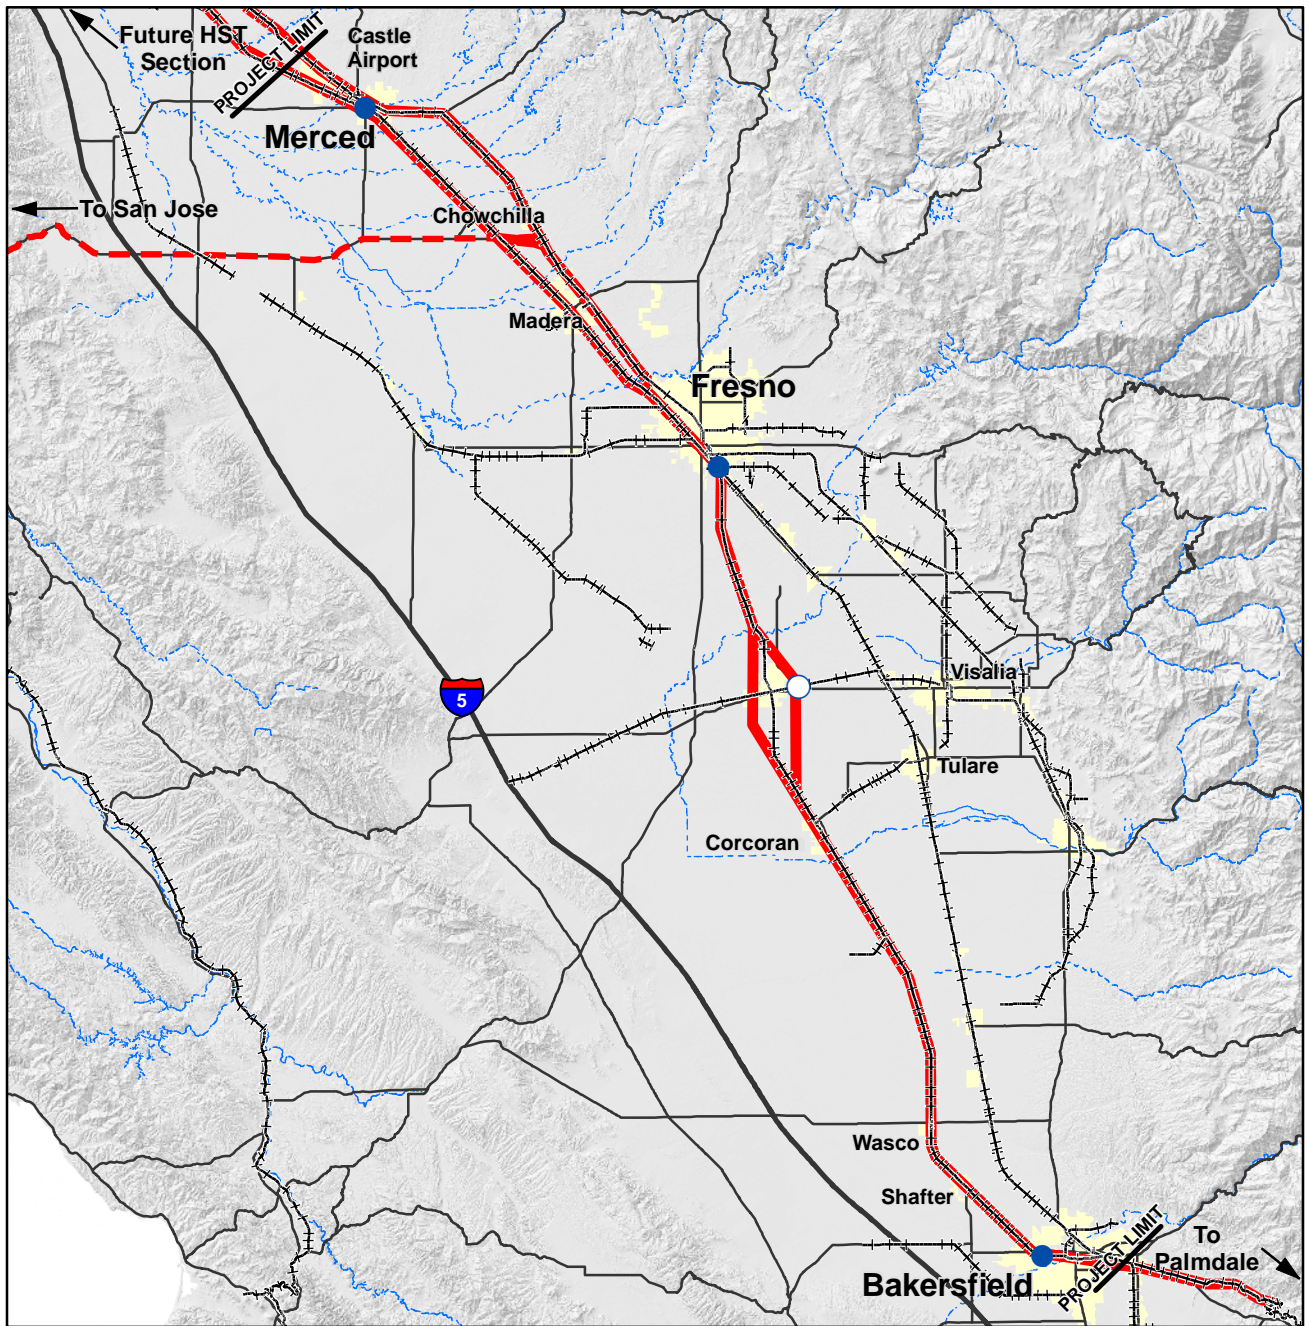 Future HST
Section
PROJECT LIMIT
Castle
Airport
Merced
To San Jose
Chowchilla
Madera
Fresno
Visalia
5
Tulare
Corcoran
Wasco
Shafter
Bakersfield
PROJECT LIMIT
To
Palmdale